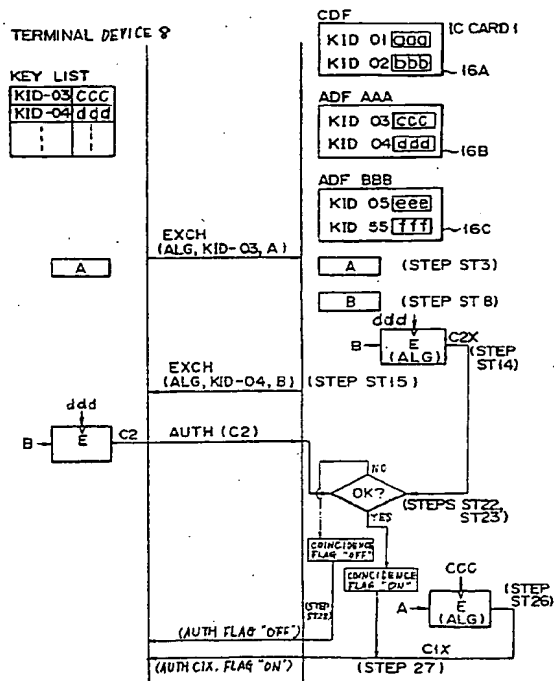 TERMINAL DEVICE 8
KEY LIST
KID-03 CCC
KID-04 ddd
CDF
IC CARD 1
KID 01 aaa
KID 02 bbb
16A
ADF AAA
KID 03 CCC
KID 04 ddd
16B
ADF BBB
KID 05 eee
KID 55 fff
16C
EXCH
(ALG, KID-03, A)
A
A (STEP ST3)
B (STEP ST8)
ddd
B E C2X
(ALG)
(STEP
ST14)
EXCH
(ALG, KID-04, B) (STEP ST15)
ddd
B E C2
AUTH (C2)
NO
OK?
YES
(STEPS ST22,
ST23)
COINCIDENCE
FLAG "OFF"
COINCIDENCE
FLAG "ON"
CCC
A E
(ALG)
(STEP
ST26)
(AUTH FLAG "OFF")
C1X
(AUTH C1X. FLAG "ON")
(STEP 27)